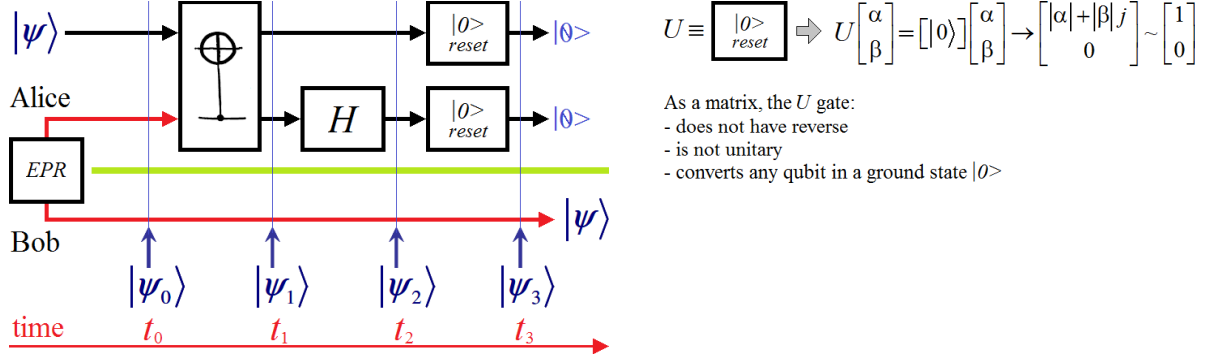 |ψ⟩
Alice
EPR
Bob
H
|0>
reset
|0>
reset
|0>
|0>
|ψ⟩
|ψ₀⟩ |ψ₁⟩ |ψ₂⟩ |ψ₃⟩
time t₀ t₁ t₂ t₃
U ≡ |0> reset ⇨ U [α β] = [|0⟩] [α β] → [|α|+|β|j 0] ~ [1 0]
As a matrix, the U gate:
- does not have reverse
- is not unitary
- converts any qubit in a ground state |0>